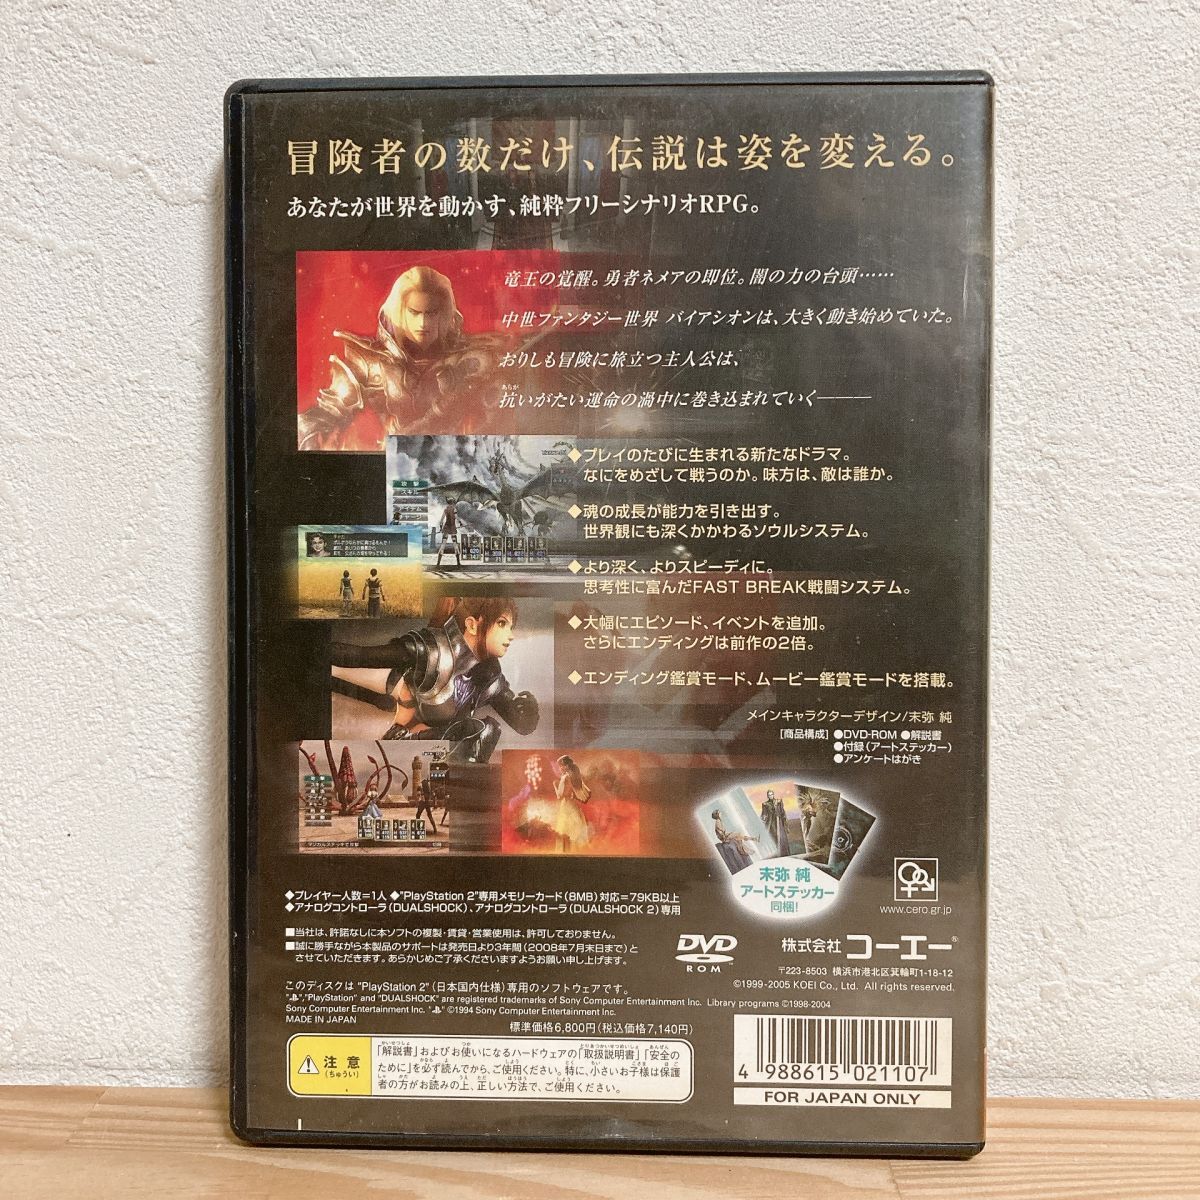 冒険者の数だけ、伝説は姿を変える。
あなたが世界を動かす、純粋フリーシナリオRPG。
竜王の覚醒。勇者ネメアの即位。闇の力の台頭……
中世ファンタジー世界 バイアシオンは、大きく動き始めていた。
おりしも冒険に旅立つ主人公は、
あらが
抗いがたい運命の渦中に巻き込まれていく———
◆プレイのたびに生まれる新たなドラマ。
なにをめざして戦うのか。味方は、敵は誰か。
◆魂の成長が能力を引き出す。
世界観にも深くかかわるソウルシステム。
◆より深く、よりスピーディに。
思考性に富んだFAST BREAK戦闘システム。
◆大幅にエピソード、イベントを追加。
さらにエンディングは前作の2倍。
◆エンディング鑑賞モード、ムービー鑑賞モードを搭載。
メインキャラクターデザイン/末弥 純
[商品構成] ●DVD-ROM ●解説書
●付録(アートステッカー)
●アンケートはがき
攻撃
スキル
末弥 純
アートステッカー
同梱!
◆プレイヤー人数=1人 ◆"PlayStation 2"専用メモリーカード(8MB)対応=79KB以上
◆アナログコントローラ(DUALSHOCK)、アナログコントローラ(DUALSHOCK 2)専用
www.cero.gr.jp
■当社は、許諾なしに本ソフトの複製・賃貸・営業使用は、許可しておりません。
■誠に勝手ながら本製品のサポートは発売日より3年間(2008年7月末日まで)と
させていただきます。あらかじめご了承くださいますようお願い申し上げます。
DVD
ROM
株式会社 コーエー®
〒223-8503 横浜市港北区箕輪町1-18-12
©1999-2005 KOEI Co., Ltd. All rights reserved.
このディスクは "PlayStation 2"(日本国内仕様)専用のソフトウェアです。
"PlayStation" and "DUALSHOCK" are registered trademarks of Sony Computer Entertainment Inc. Library programs ©1998-2004
Sony Computer Entertainment Inc. ©1994 Sony Computer Entertainment Inc.
MADE IN JAPAN
標準価格6,800円(税込価格7,140円)
注意
(ちゅうい)
「解説書」およびお使いになるハードウェアの「取扱説明書」「安全の
ために」を必ず読んでから、ご使用ください。特に、小さいお子様は保護
者の方がお読みの上、正しい方法で、ご使用ください。
4 988615 021107
FOR JAPAN ONLY